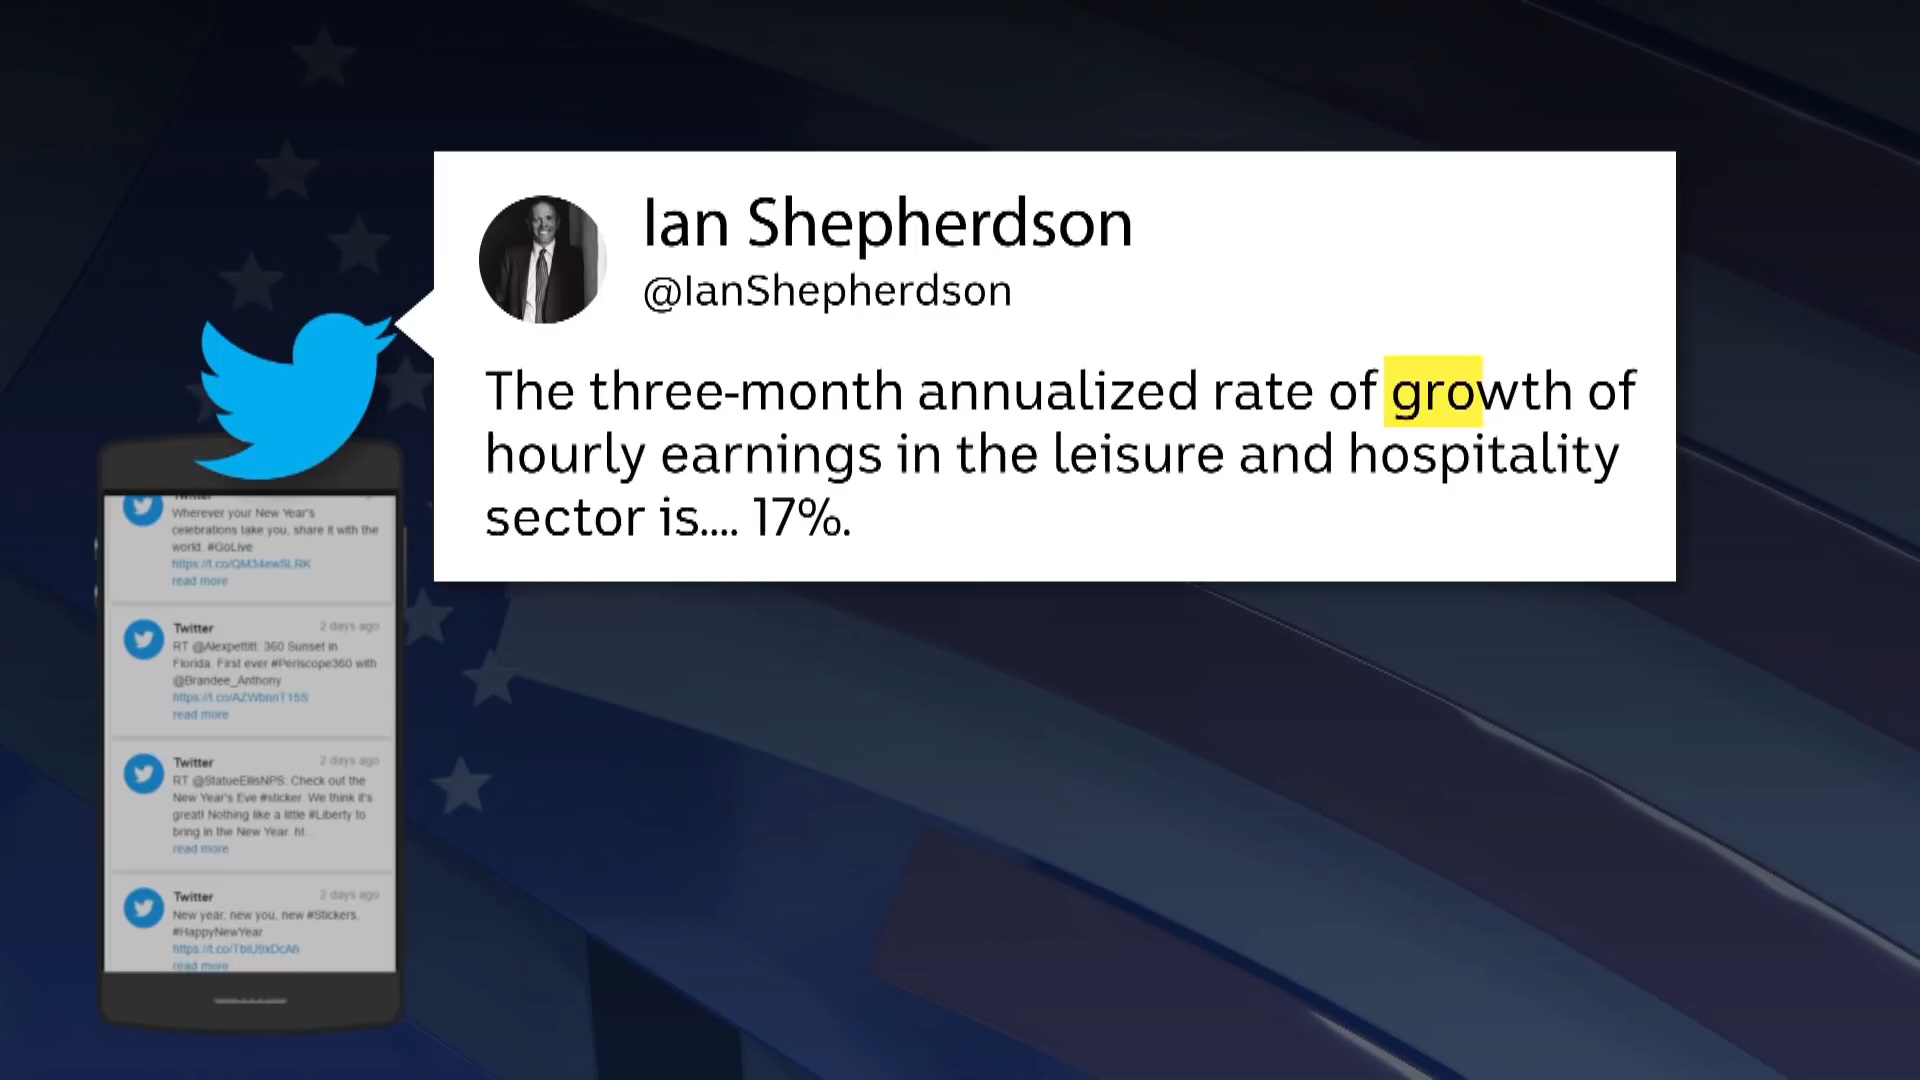 Ian Shepherdson
@IanShepherdson
The three-month annualized rate of growth of
hourly earnings in the leisure and hospitality
sector is.... 17%.
Twitter
Wherever your New Year's
celebrations take you, share it with the
world. #GoLive
read more
Twitter 2 days ago
RT @Alexpettitt: 360 Sunset in
Florida. First ever #Periscope360 with
@Brandee_Anthony
read more
Twitter 2 days ago
RT @StatueEllisNPS: Check out the
New Year's Eve #sticker. We think it's
great! Nothing like a little #Liberty to
bring in the New Year. ht...
read more
Twitter 2 days ago
New year, new you, new #Stickers.
#HappyNewYear
read more